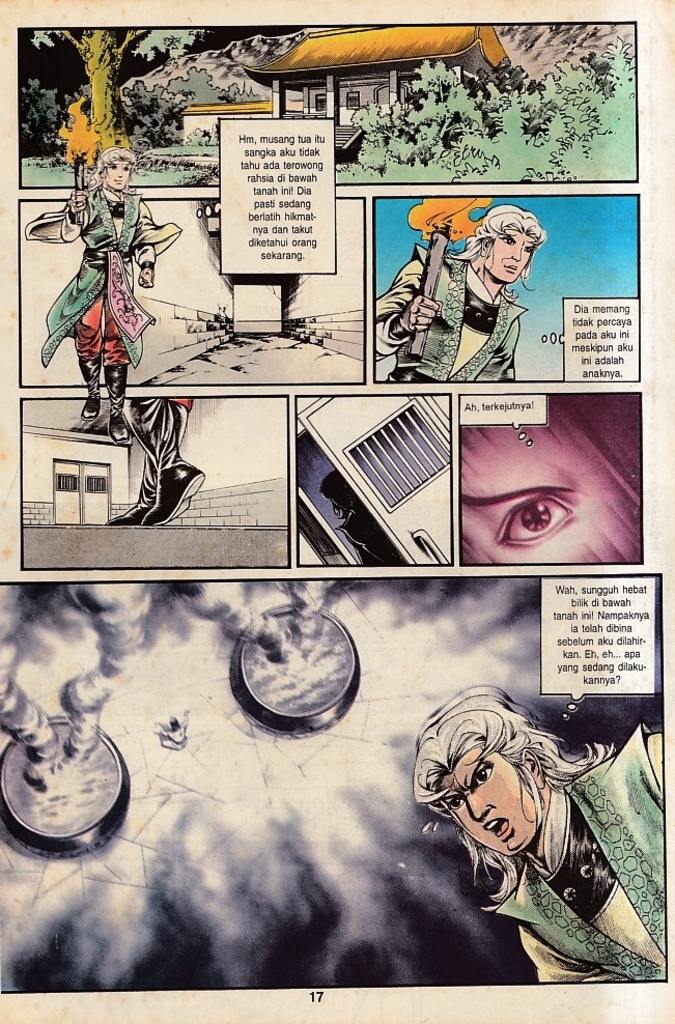 Hm, musang tua itu
sangka aku tidak
tahu ada terowong
rahsia di bawah
tanah ini! Dia
pasti sedang
berlatih hikmat-
nya dan takut
diketahui orang
sekarang.
Dia memang
tidak percaya
pada aku ini
meskipun aku
ini adalah
anaknya.
Ah, terkejutnya!
Wah, sungguh hebat
bilik di bawah
tanah ini! Nampaknya
ia telah dibina
sebelum aku dilahir-
kan. Eh, eh... apa
yang sedang dilaku-
kannya?
17